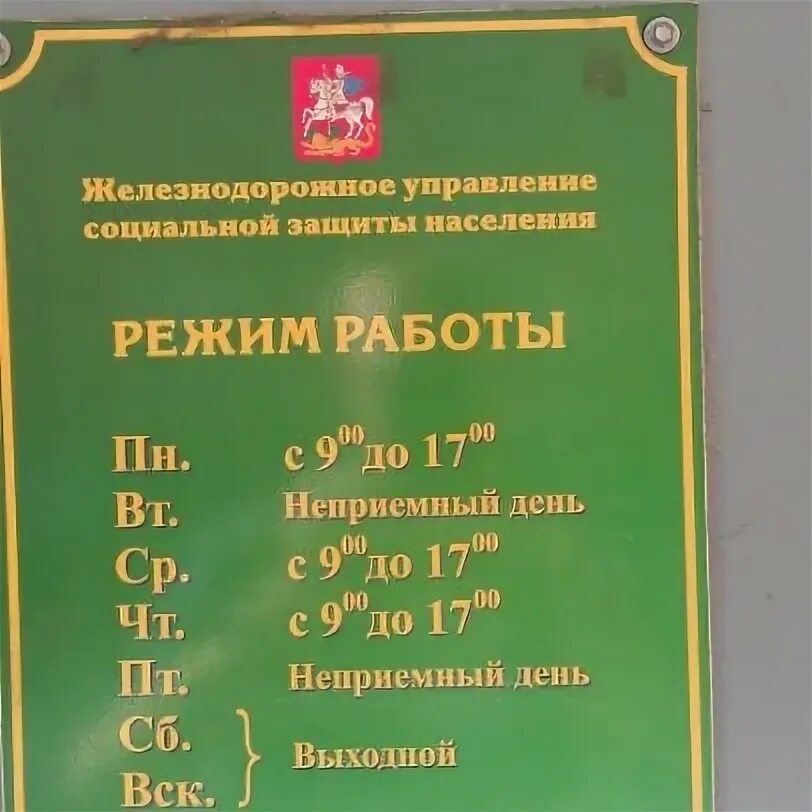 Железнодорожное управление
социальной защиты населения
РЕЖИМ РАБОТЫ
Пн. с 9⁰⁰ до 17⁰⁰
Вт. Неприемный день
Ср. с 9⁰⁰ до 17⁰⁰
Чт. с 9⁰⁰ до 17⁰⁰
Пт. Неприемный день
Сб.
Выходной
Вск.